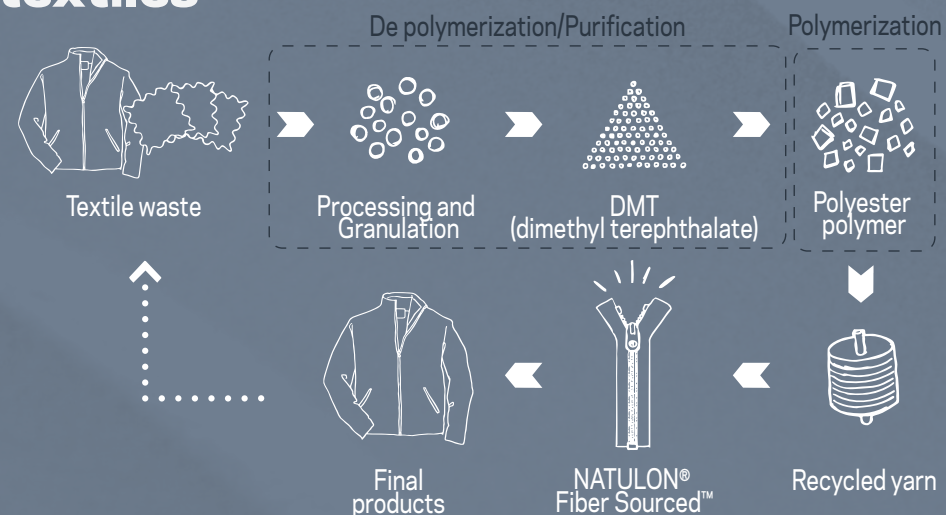 textiles
De polymerization/Purification
Polymerization
Textile waste
Processing and
Granulation
DMT
(dimethyl terephthalate)
Polyester
polymer
Final
products
NATULON®
Fiber Sourced™
Recycled yarn